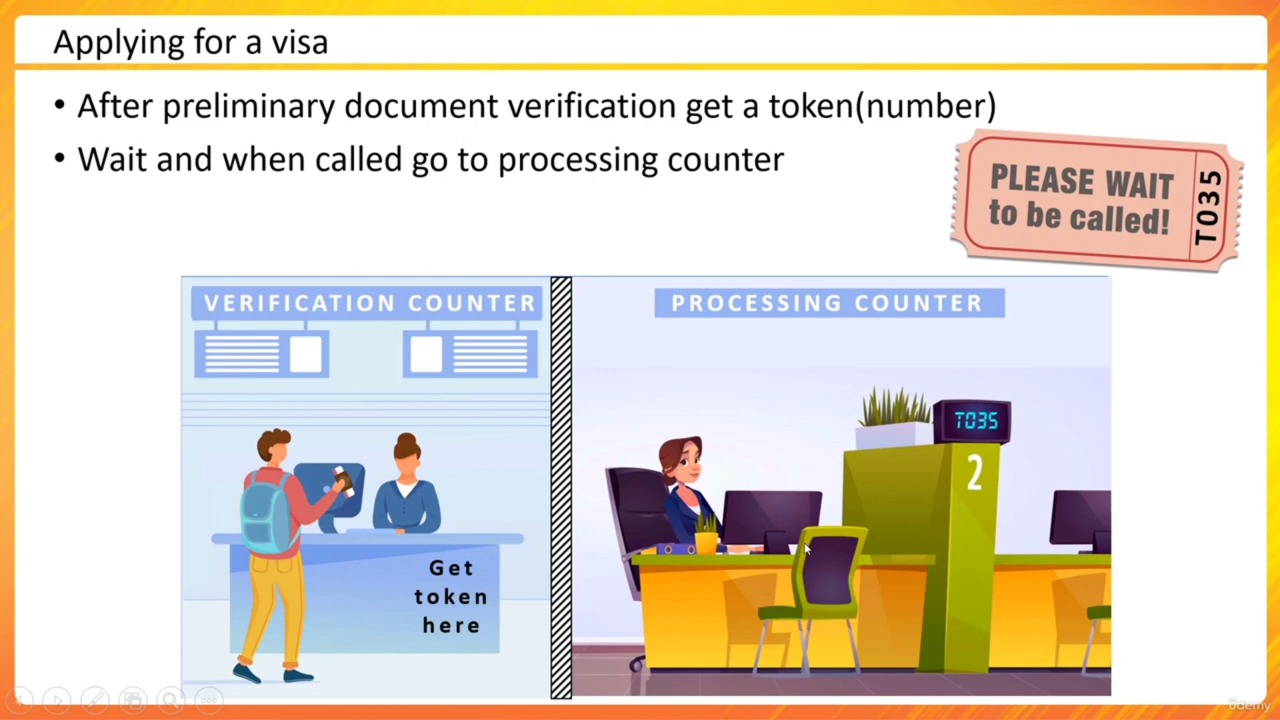 Applying for a visa
• After preliminary document verification get a token(number)
• Wait and when called go to processing counter
PLEASE WAIT
to be called!
T035
VERIFICATION COUNTER
PROCESSING COUNTER
T035
2
Get
token
here
ûdemy